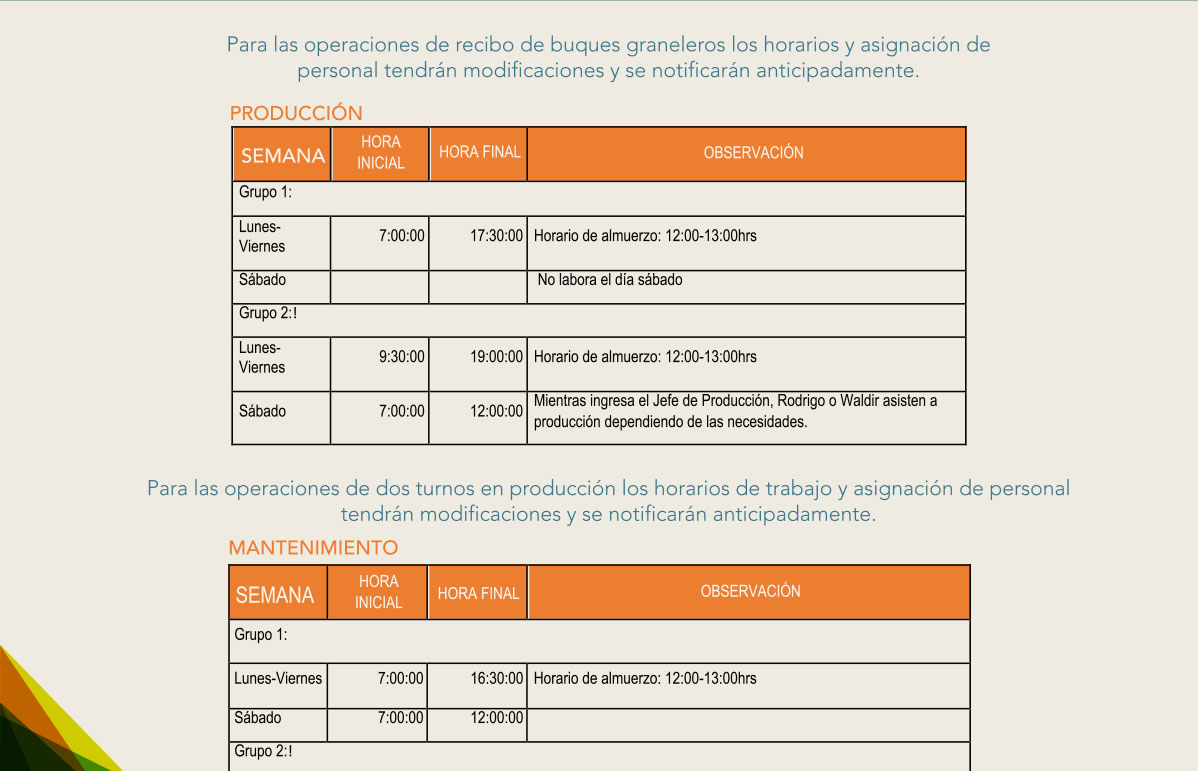 Para las operaciones de recibo de buques graneleros los horarios y asignación de
personal tendrán modificaciones y se notificarán anticipadamente.
PRODUCCIÓN
SEMANA HORA INICIAL HORA FINAL OBSERVACIÓN
Grupo 1:
Lunes-Viernes 7:00:00 17:30:00 Horario de almuerzo: 12:00-13:00hrs
Sábado No labora el día sábado
Grupo 2:!
Lunes-Viernes 9:30:00 19:00:00 Horario de almuerzo: 12:00-13:00hrs
Sábado 7:00:00 12:00:00 Mientras ingresa el Jefe de Producción, Rodrigo o Waldir asisten a
producción dependiendo de las necesidades.
Para las operaciones de dos turnos en producción los horarios de trabajo y asignación de personal
tendrán modificaciones y se notificarán anticipadamente.
MANTENIMIENTO
SEMANA HORA INICIAL HORA FINAL OBSERVACIÓN
Grupo 1:
Lunes-Viernes 7:00:00 16:30:00 Horario de almuerzo: 12:00-13:00hrs
Sábado 7:00:00 12:00:00
Grupo 2:!